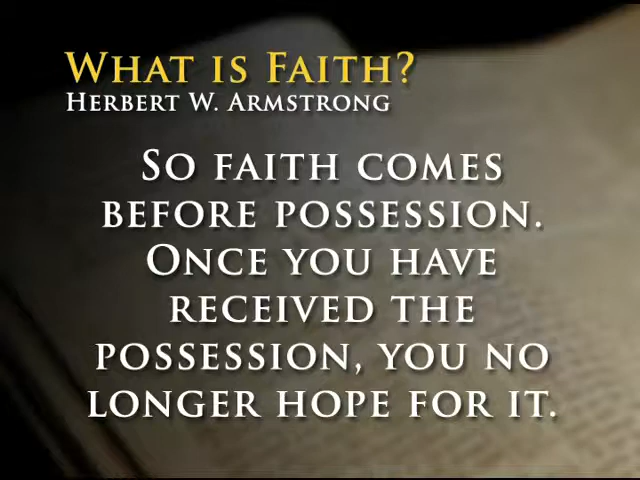 What is Faith?
Herbert W. Armstrong
So faith comes
before possession.
Once you have
received the
possession, you no
longer hope for it.